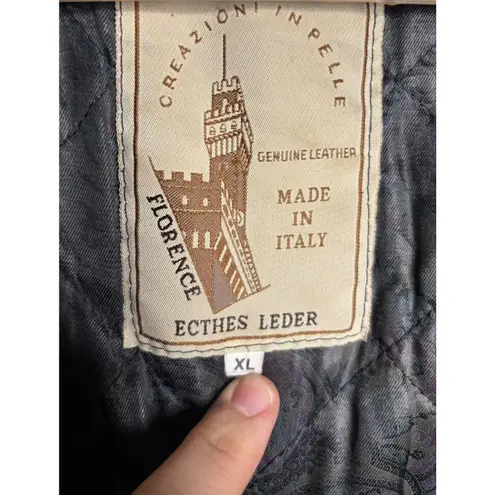 CREAZIONI IN PELLE
GENUINE LEATHER
MADE
IN
ITALY
FLORENCE
ECTHES LEDER
XL